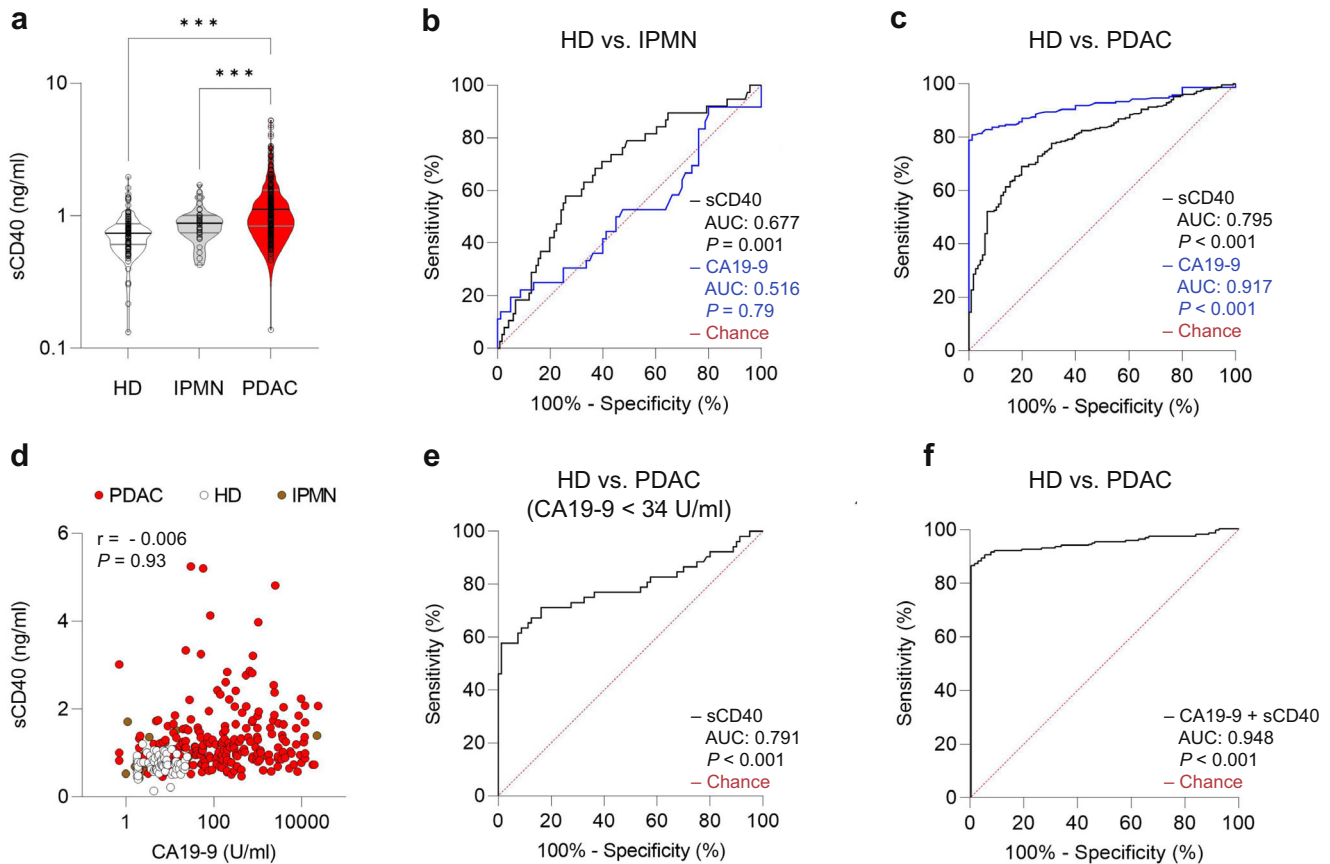 a
***
***
10
1
0.1
sCD40 (ng/ml)
HD IPMN PDAC
b
HD vs. IPMN
100
80
60
40
20
0
Sensitivity (%)
– sCD40
AUC: 0.677
P = 0.001
– CA19-9
AUC: 0.516
P = 0.79
– Chance
0 20 40 60 80 100
100% - Specificity (%)
c
HD vs. PDAC
100
80
60
40
20
0
Sensitivity (%)
– sCD40
AUC: 0.795
P < 0.001
– CA19-9
AUC: 0.917
P < 0.001
– Chance
0 20 40 60 80 100
100% - Specificity (%)
d
PDAC HD IPMN
6
4
2
0
sCD40 (ng/ml)
r = - 0.006
P = 0.93
1 100 10000
CA19-9 (U/ml)
e
HD vs. PDAC
(CA19-9 < 34 U/ml)
100
80
60
40
20
0
Sensitivity (%)
– sCD40
AUC: 0.791
P < 0.001
– Chance
0 20 40 60 80 100
100% - Specificity (%)
f
HD vs. PDAC
100
80
60
40
20
0
Sensitivity (%)
– CA19-9 + sCD40
AUC: 0.948
P < 0.001
– Chance
0 20 40 60 80 100
100% - Specificity (%)